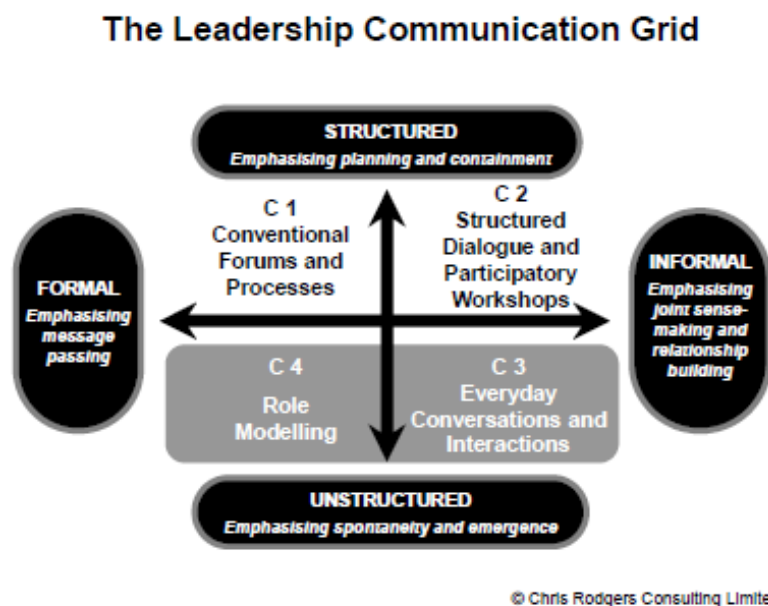 The Leadership Communication Grid
STRUCTURED
Emphasising planning and containment
C 1
Conventional
Forums and
Processes
C 2
Structured
Dialogue and
Participatory
Workshops
FORMAL
Emphasising
message
passing
INFORMAL
Emphasising
joint sense-
making and
relationship
building
C 4
Role
Modelling
C 3
Everyday
Conversations and
Interactions
UNSTRUCTURED
Emphasising spontaneity and emergence
© Chris Rodgers Consulting Limite